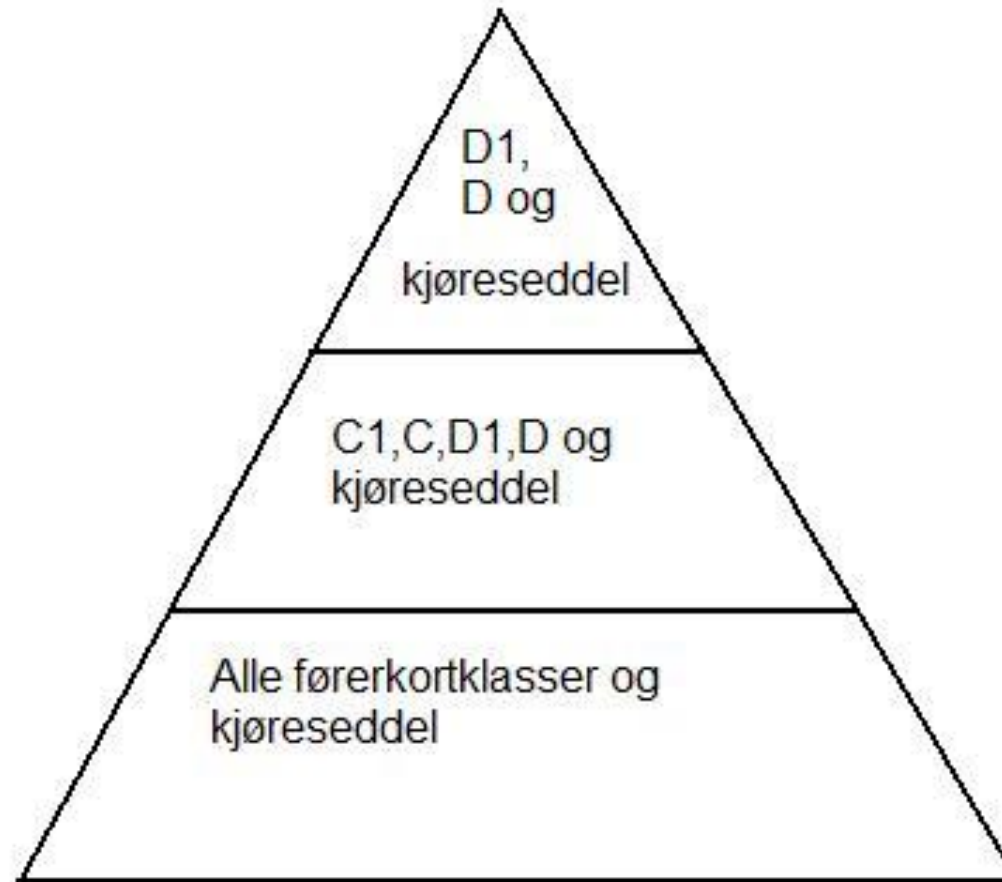 D1,
D og
kjøreseddel
C1,C,D1,D og
kjøreseddel
Alle førerkortklasser og
kjøreseddel